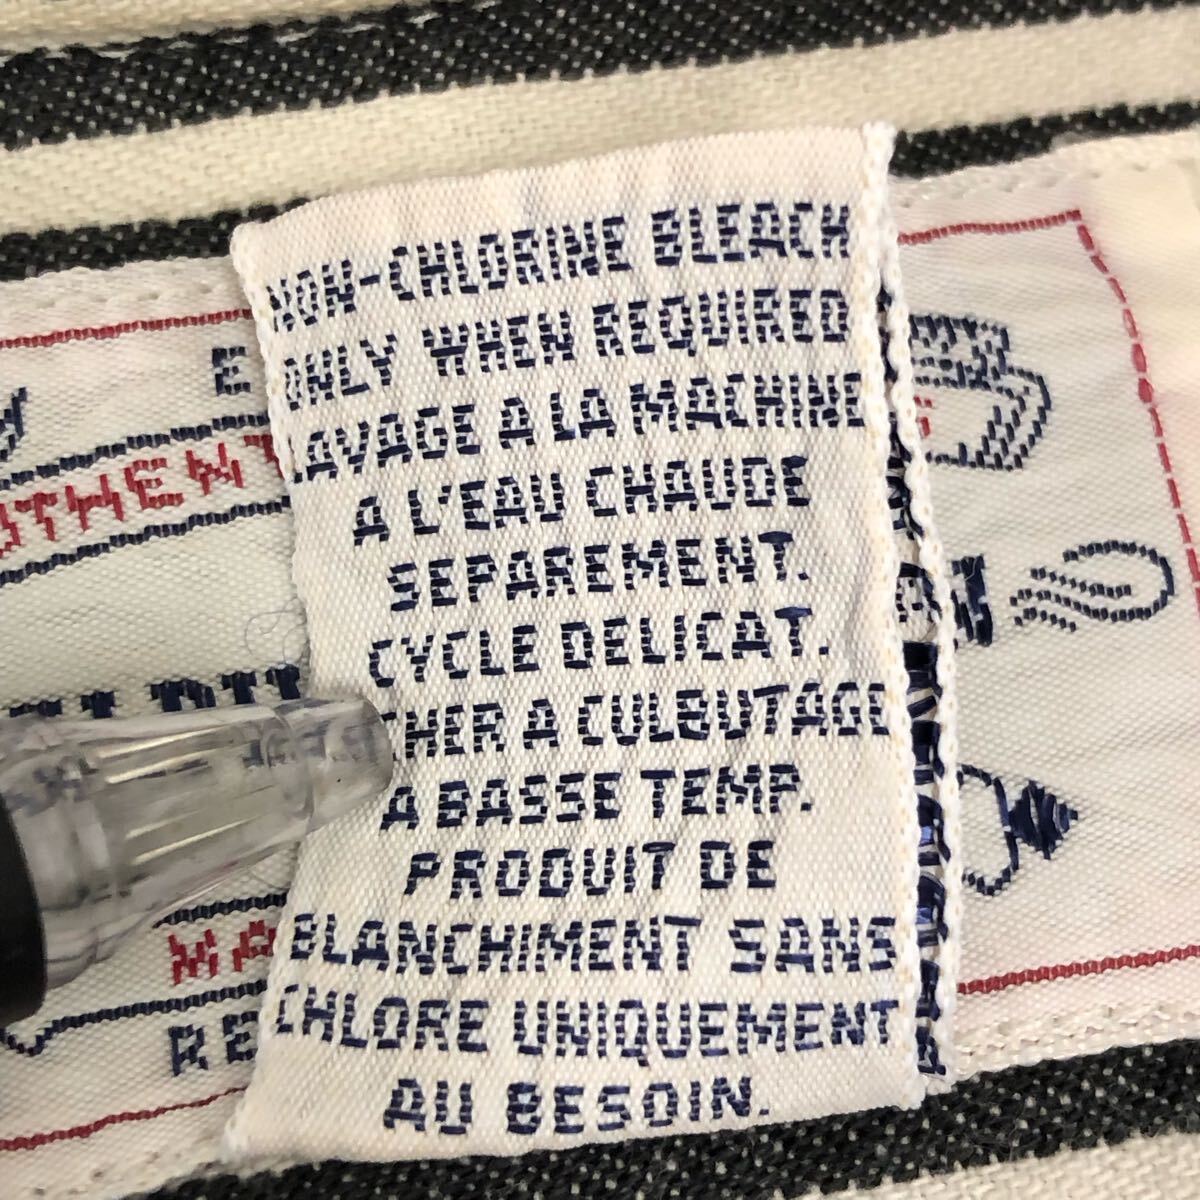 NON-CHLORINE BLEACH
ONLY WHEN REQUIRED
LAVAGE A LA MACHINE
A L'EAU CHAUDE
SEPAREMENT.
CYCLE DELICAT.
CHER A CULBUTAGE
A BASSE TEMP.
PRODUIT DE
BLANCHIMENT SANS
CHLORE UNIQUEMENT
AU BESOIN.